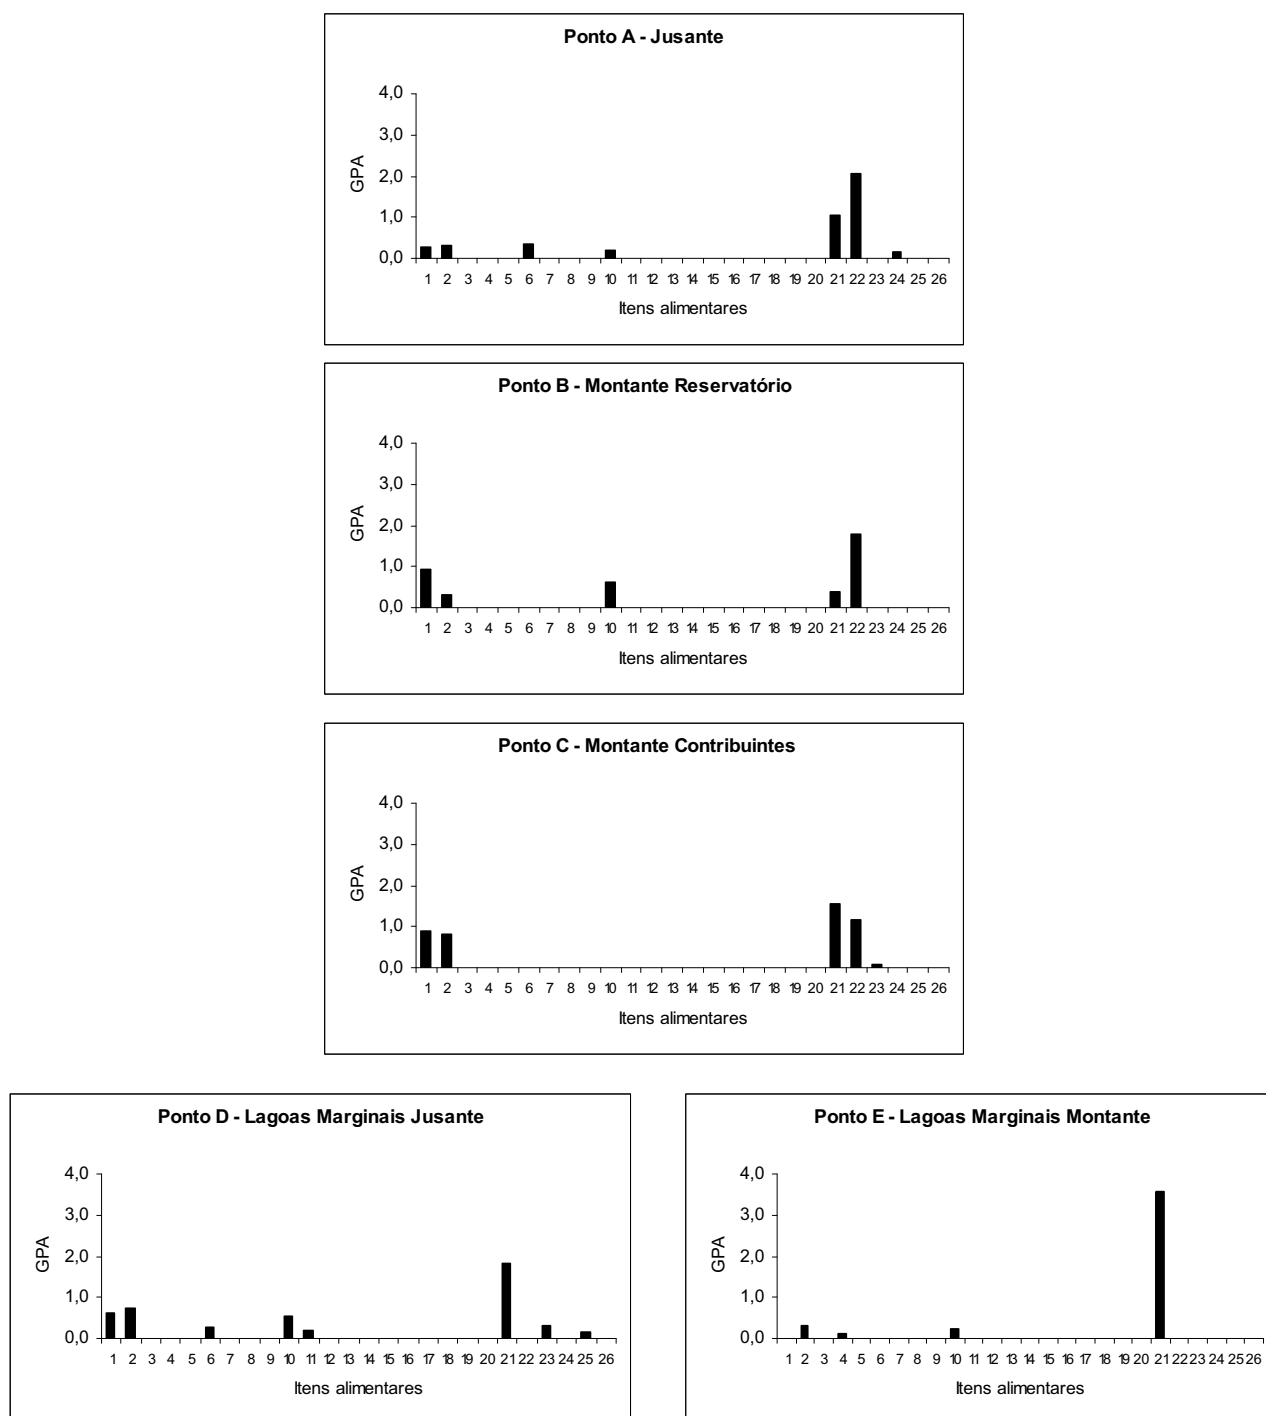 Ponto A - Jusante
4,0
3,0
2,0
1,0
0,0
GPA
1 2 3 4 5 6 7 8 9 10 11 12 13 14 15 16 17 18 19 20 21 22 23 24 25 26
Itens alimentares
Ponto B - Montante Reservatório
4,0
3,0
2,0
1,0
0,0
GPA
1 2 3 4 5 6 7 8 9 10 11 12 13 14 15 16 17 18 19 20 21 22 23 24 25 26
Itens alimentares
Ponto C - Montante Contribuintes
4,0
3,0
2,0
1,0
0,0
GPA
1 2 3 4 5 6 7 8 9 10 11 12 13 14 15 16 17 18 19 20 21 22 23 24 25 26
Itens alimentares
Ponto D - Lagoas Marginais Jusante
4,0
3,0
2,0
1,0
0,0
GPA
1 2 3 4 5 6 7 8 9 10 11 12 13 14 15 16 17 18 19 20 21 22 23 24 25 26
Itens alimentares
Ponto E - Lagoas Marginais Montante
4,0
3,0
2,0
1,0
0,0
GPA
1 2 3 4 5 6 7 8 9 10 11 12 13 14 15 16 17 18 19 20 21 22 23 24 25 26
Itens alimentares